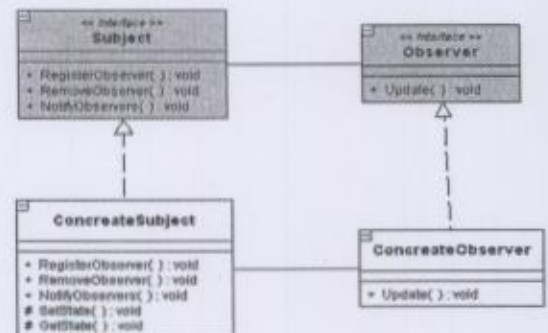 << Interface >>
Subject
+ RegisterObserver( ) : void
+ RemoveObserver( ) : void
+ NotifyObservers( ) : void
<< Interface >>
Observer
+ Update( ) : void
ConcreateSubject
+ RegisterObserver( ) : void
+ RemoveObserver( ) : void
+ NotifyObservers( ) : void
# SetState( ) : void
# GetState( ) : void
ConcreateObserver
+ Update( ) : void